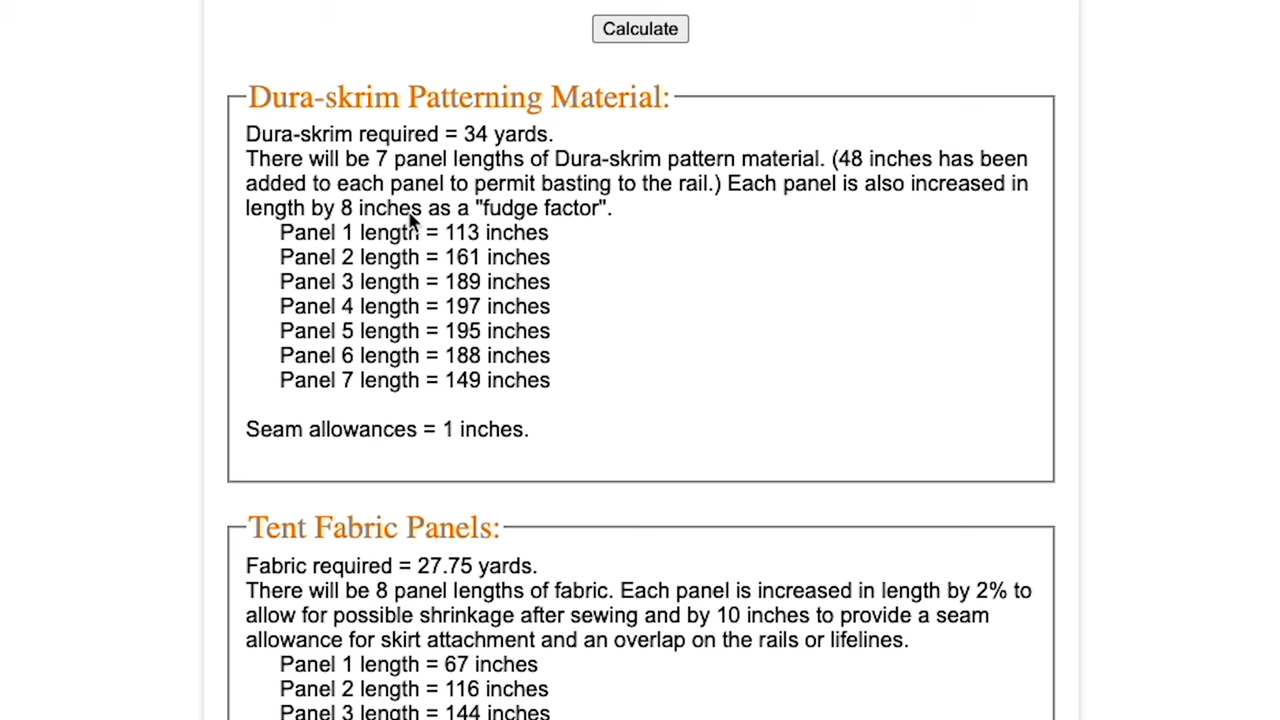 Calculate
Dura-skrim Patterning Material:
Dura-skrim required = 34 yards.
There will be 7 panel lengths of Dura-skrim pattern material. (48 inches has been
added to each panel to permit basting to the rail.) Each panel is also increased in
length by 8 inches as a "fudge factor".
Panel 1 length = 113 inches
Panel 2 length = 161 inches
Panel 3 length = 189 inches
Panel 4 length = 197 inches
Panel 5 length = 195 inches
Panel 6 length = 188 inches
Panel 7 length = 149 inches
Seam allowances = 1 inches.
Tent Fabric Panels:
Fabric required = 27.75 yards.
There will be 8 panel lengths of fabric. Each panel is increased in length by 2% to
allow for possible shrinkage after sewing and by 10 inches to provide a seam
allowance for skirt attachment and an overlap on the rails or lifelines.
Panel 1 length = 67 inches
Panel 2 length = 116 inches
Panel 3 length = 144 inches